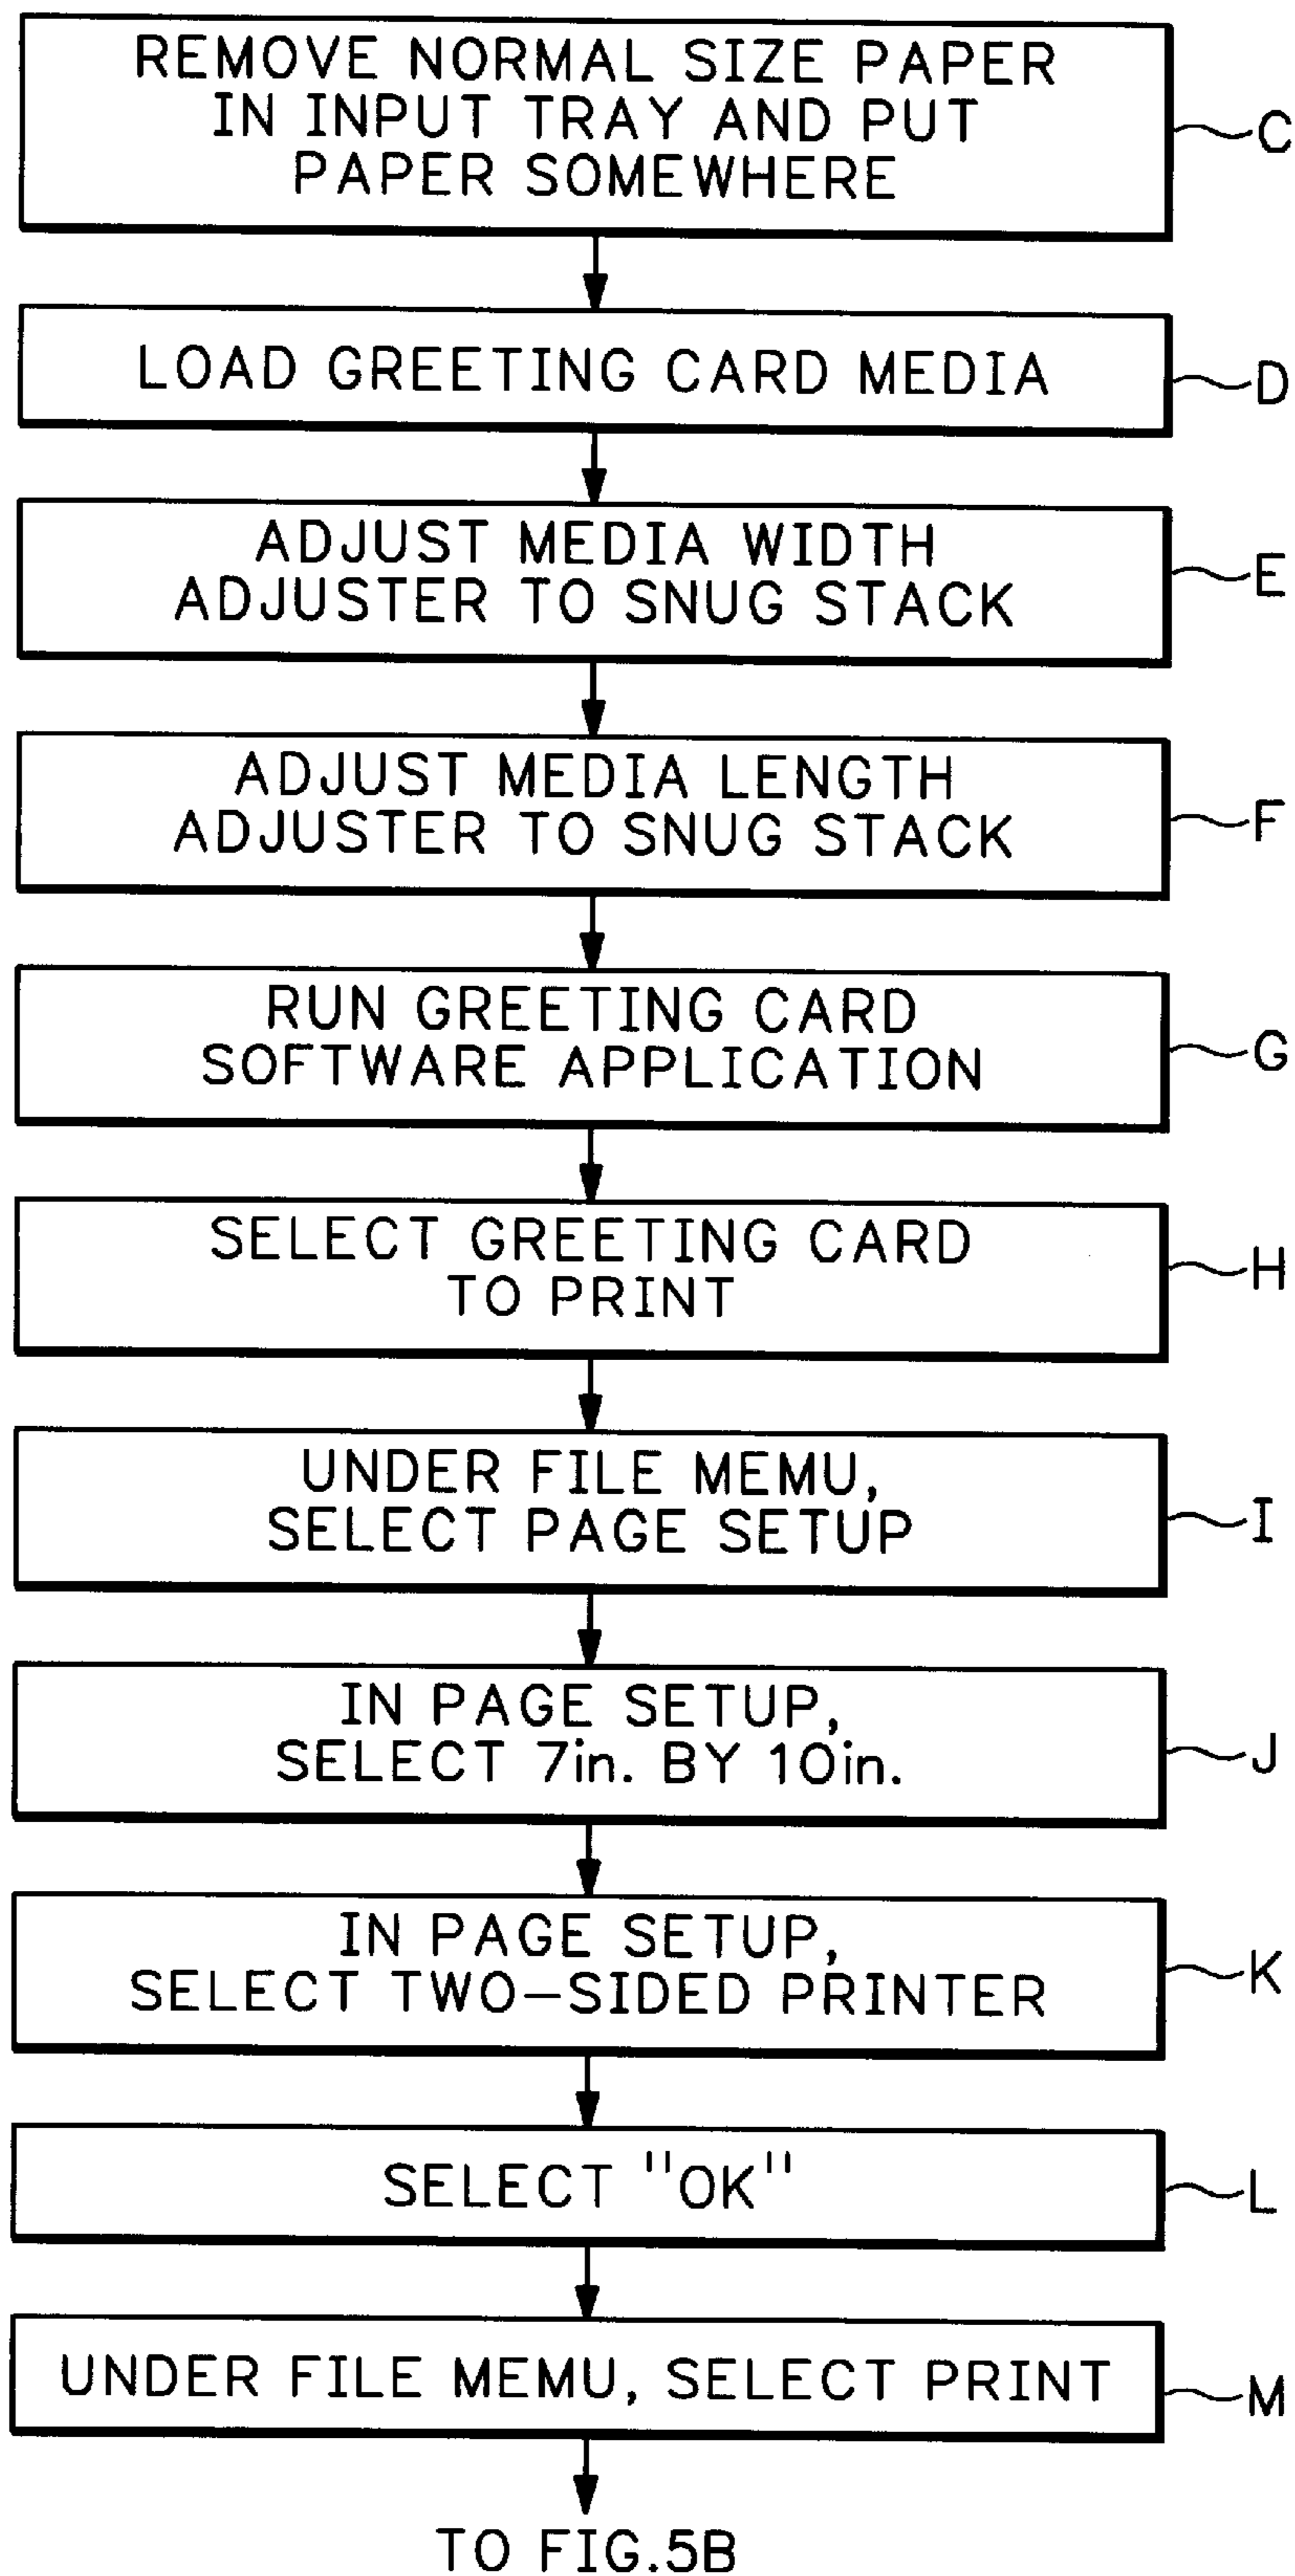 REMOVE NORMAL SIZE PAPER
IN INPUT TRAY AND PUT
PAPER SOMEWHERE
C
LOAD GREETING CARD MEDIA
D
ADJUST MEDIA WIDTH
ADJUSTER TO SNUG STACK
E
ADJUST MEDIA LENGTH
ADJUSTER TO SNUG STACK
F
RUN GREETING CARD
SOFTWARE APPLICATION
G
SELECT GREETING CARD
TO PRINT
H
UNDER FILE MEMU,
SELECT PAGE SETUP
I
IN PAGE SETUP,
SELECT 7in. BY 10in.
J
IN PAGE SETUP,
SELECT TWO-SIDED PRINTER
K
SELECT "OK"
L
UNDER FILE MEMU, SELECT PRINT
M
TO FIG.5B